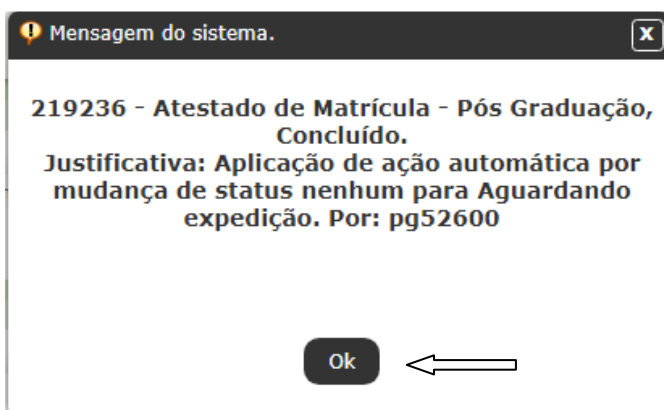 Mensagem do sistema.
X
219236 - Atestado de Matrícula - Pós Graduação,
Concluído.
Justificativa: Aplicação de ação automática por
mudança de status nenhum para Aguardando
expedição. Por: pg52600
Ok